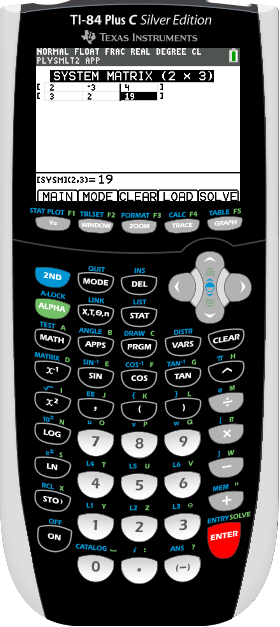 TI-84 Plus C Silver Edition
TEXAS INSTRUMENTS
NORMAL FLOAT FRAC REAL DEGREE CL
PLYSMLT2 APP
SYSTEM MATRIX (2 × 3)
[ 2 -3 4 ]
[ 3 2 19 ]
(SYSM)(2,3)= 19
MAIN MODE CLEAR LOAD SOLVE
STAT PLOT F1 TBLSET F2 FORMAT F3 CALC F4 TABLE F5
Y= WINDOW ZOOM TRACE GRAPH
QUIT INS
2ND MODE DEL
A-LOCK LINK LIST
ALPHA X,T,Θ,n STAT
TEST A ANGLE B DRAW C DISTR
MATH APPS PRGM VARS CLEAR
MATRIX D SIN⁻¹ E COS⁻¹ F TAN⁻¹ G π H
x⁻¹ SIN COS TAN ^
√ I EE J { K } L e M
x² , ( ) ÷
10ˣ N u O v P w Q [ R
LOG 7 8 9 ×
eˣ S L4 T L5 U L6 V ] W
LN 4 5 6 −
RCL X L1 Y L2 Z L3 θ MEM "
STO› 1 2 3 +
OFF CATALOG ⎵ i : ANS ? ENTRY SOLVE
ON 0 . (−) ENTER